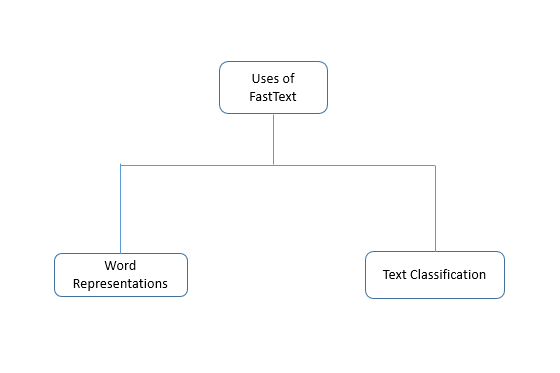 Uses of
FastText
Word
Representations
Text Classification